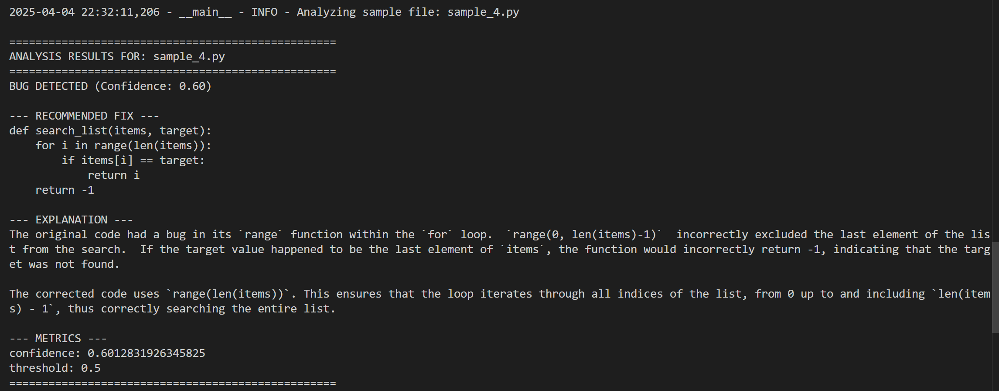 2025-04-04 22:32:11,206 - __main__ - INFO - Analyzing sample file: sample_4.py
==================================================
ANALYSIS RESULTS FOR: sample_4.py
==================================================
BUG DETECTED (Confidence: 0.60)
--- RECOMMENDED FIX ---
def search_list(items, target):
    for i in range(len(items)):
        if items[i] == target:
            return i
    return -1
--- EXPLANATION ---
The original code had a bug in its `range` function within the `for` loop.  `range(0, len(items)-1)`  incorrectly excluded the last element of the lis
t from the search.  If the target value happened to be the last element of `items`, the function would incorrectly return -1, indicating that the targ
et was not found.
The corrected code uses `range(len(items))`. This ensures that the loop iterates through all indices of the list, from 0 up to and including `len(item
s) - 1`, thus correctly searching the entire list.
--- METRICS ---
confidence: 0.6012831926345825
threshold: 0.5
==================================================